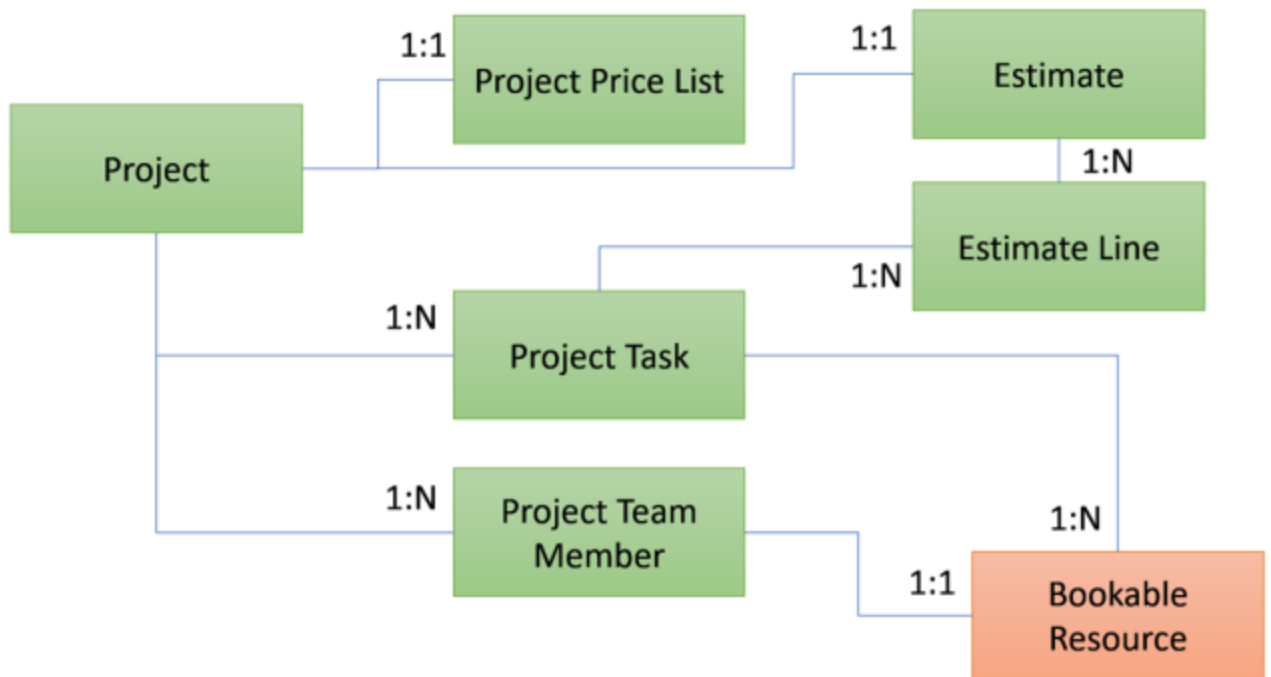 1:1
Project Price List
1:1
Estimate
Project
1:N
Estimate Line
1:N
1:N
Project Task
1:N
Project Team
Member
1:N
1:1
Bookable
Resource